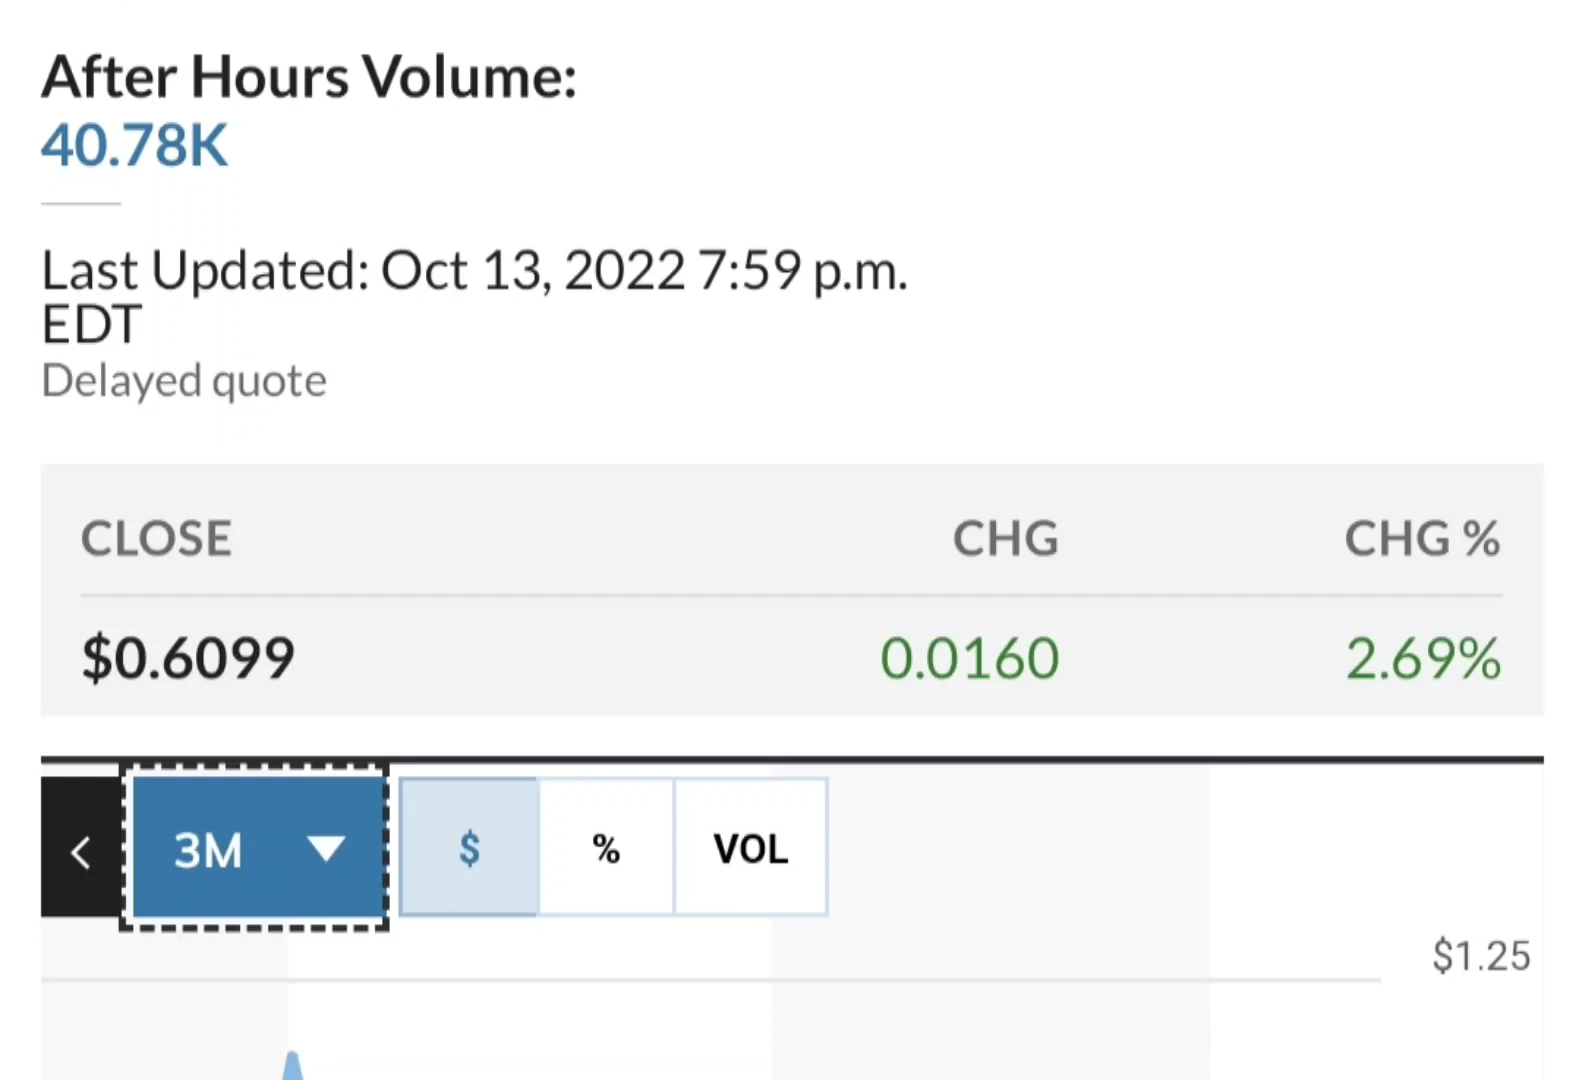 After Hours Volume:
40.78K
Last Updated: Oct 13, 2022 7:59 p.m.
EDT
Delayed quote
CLOSE CHG CHG %
$0.6099 0.0160 2.69%
3M $ % VOL
$1.25